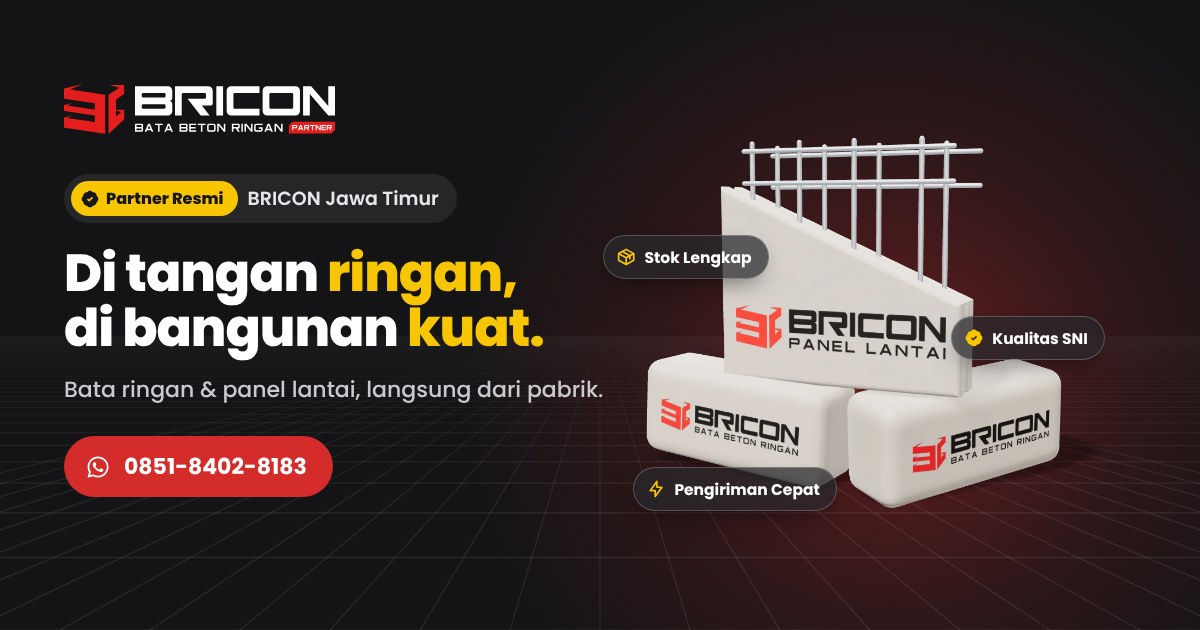 BRICON
BATA BETON RINGAN PARTNER
Partner Resmi BRICON Jawa Timur
Di tangan ringan,
di bangunan kuat.
Bata ringan & panel lantai, langsung dari pabrik.
0851-8402-8183
Stok Lengkap
BRICON
PANEL LANTAI
Kualitas SNI
BRICON
BATA BETON RINGAN
BRICON
BATA BETON RINGAN
Pengiriman Cepat